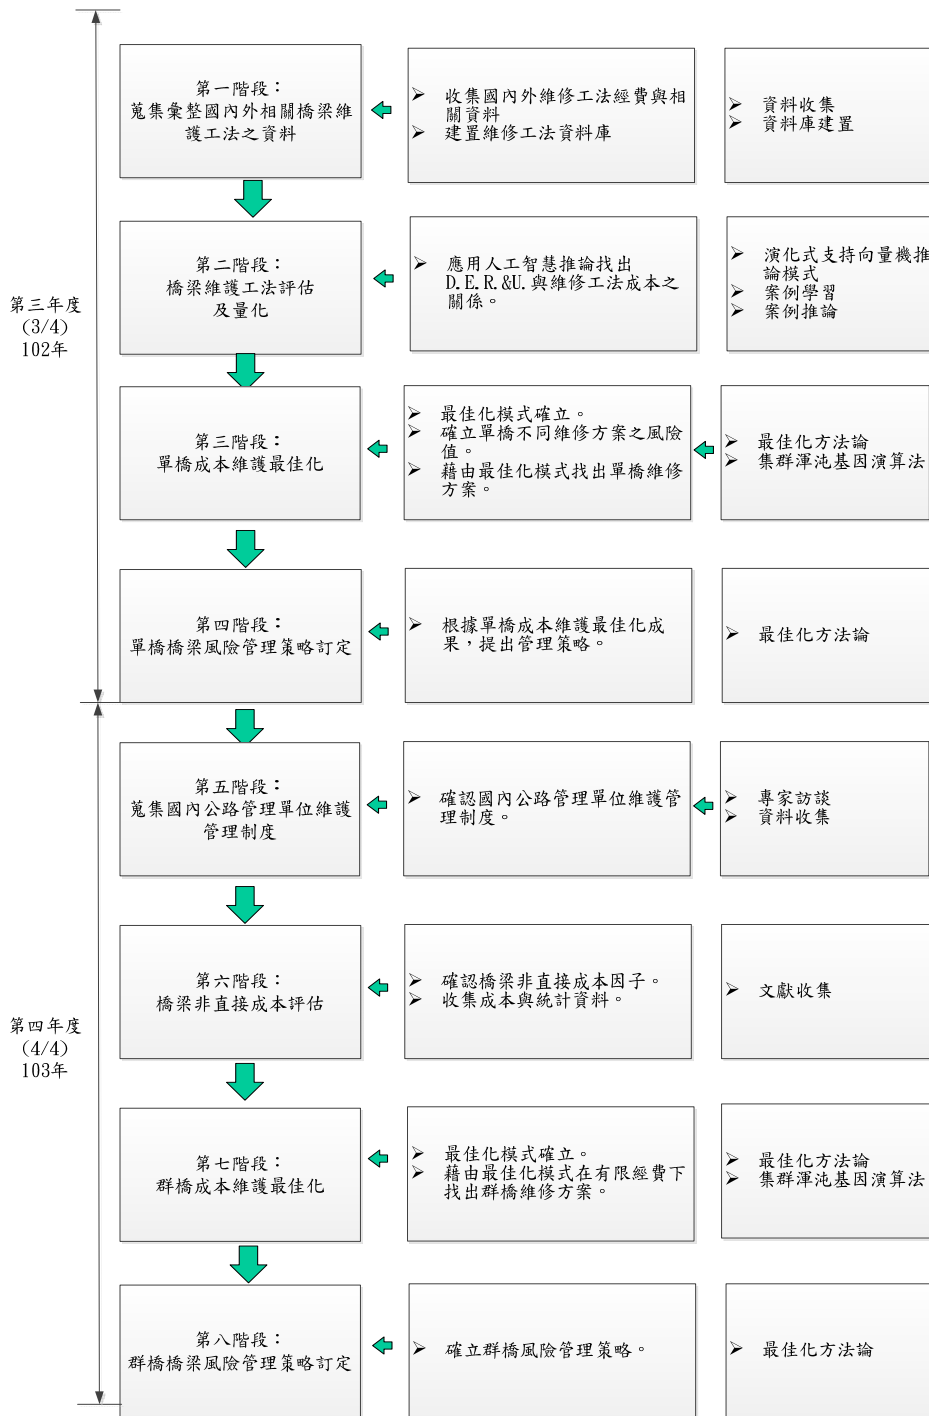 第一階段：
蒐集彙整國內外相關橋梁維
護工法之資料
➢ 收集國內外維修工法經費與相
關資料
➢ 建置維修工法資料庫
➢ 資料收集
➢ 資料庫建置
第二階段：
橋梁維護工法評估
及量化
➢ 應用人工智慧推論找出
D.E.R.&U.與維修工法成本之
關係。
➢ 演化式支持向量機推
論模式
➢ 案例學習
➢ 案例推論
第三年度
(3/4)
102年
第三階段：
單橋成本維護最佳化
➢ 最佳化模式確立。
➢ 確立單橋不同維修方案之風險
值。
➢ 藉由最佳化模式找出單橋維修
方案。
➢ 最佳化方法論
➢ 集群渾沌基因演算法
第四階段：
單橋橋梁風險管理策略訂定
➢ 根據單橋成本維護最佳化成
果，提出管理策略。
➢ 最佳化方法論
第五階段：
蒐集國內公路管理單位維護
管理制度
➢ 確認國內公路管理單位維護管
理制度。
➢ 專家訪談
➢ 資料收集
第六階段：
橋梁非直接成本評估
➢ 確認橋梁非直接成本因子。
➢ 收集成本與統計資料。
➢ 文獻收集
第四年度
(4/4)
103年
第七階段：
群橋成本維護最佳化
➢ 最佳化模式確立。
➢ 藉由最佳化模式在有限經費下
找出群橋維修方案。
➢ 最佳化方法論
➢ 集群渾沌基因演算法
第八階段：
群橋橋梁風險管理策略訂定
➢ 確立群橋風險管理策略。
➢ 最佳化方法論